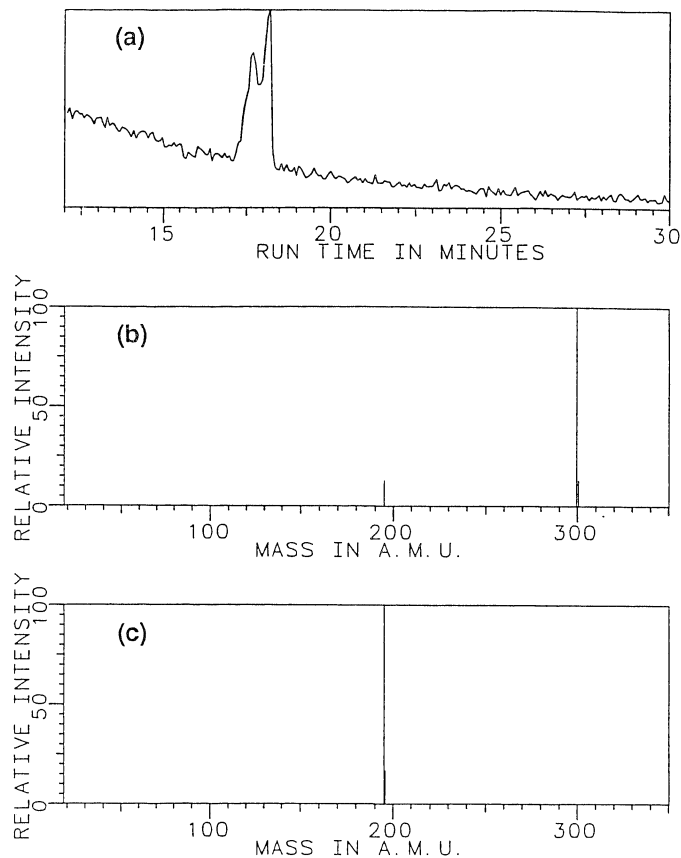 (a)
15 20 25 30
RUN TIME IN MINUTES
RELATIVE INTENSITY
100
(b)
50
0
100 200 300
MASS IN A.M.U.
RELATIVE INTENSITY
100
(c)
50
0
100 200 300
MASS IN A.M.U.